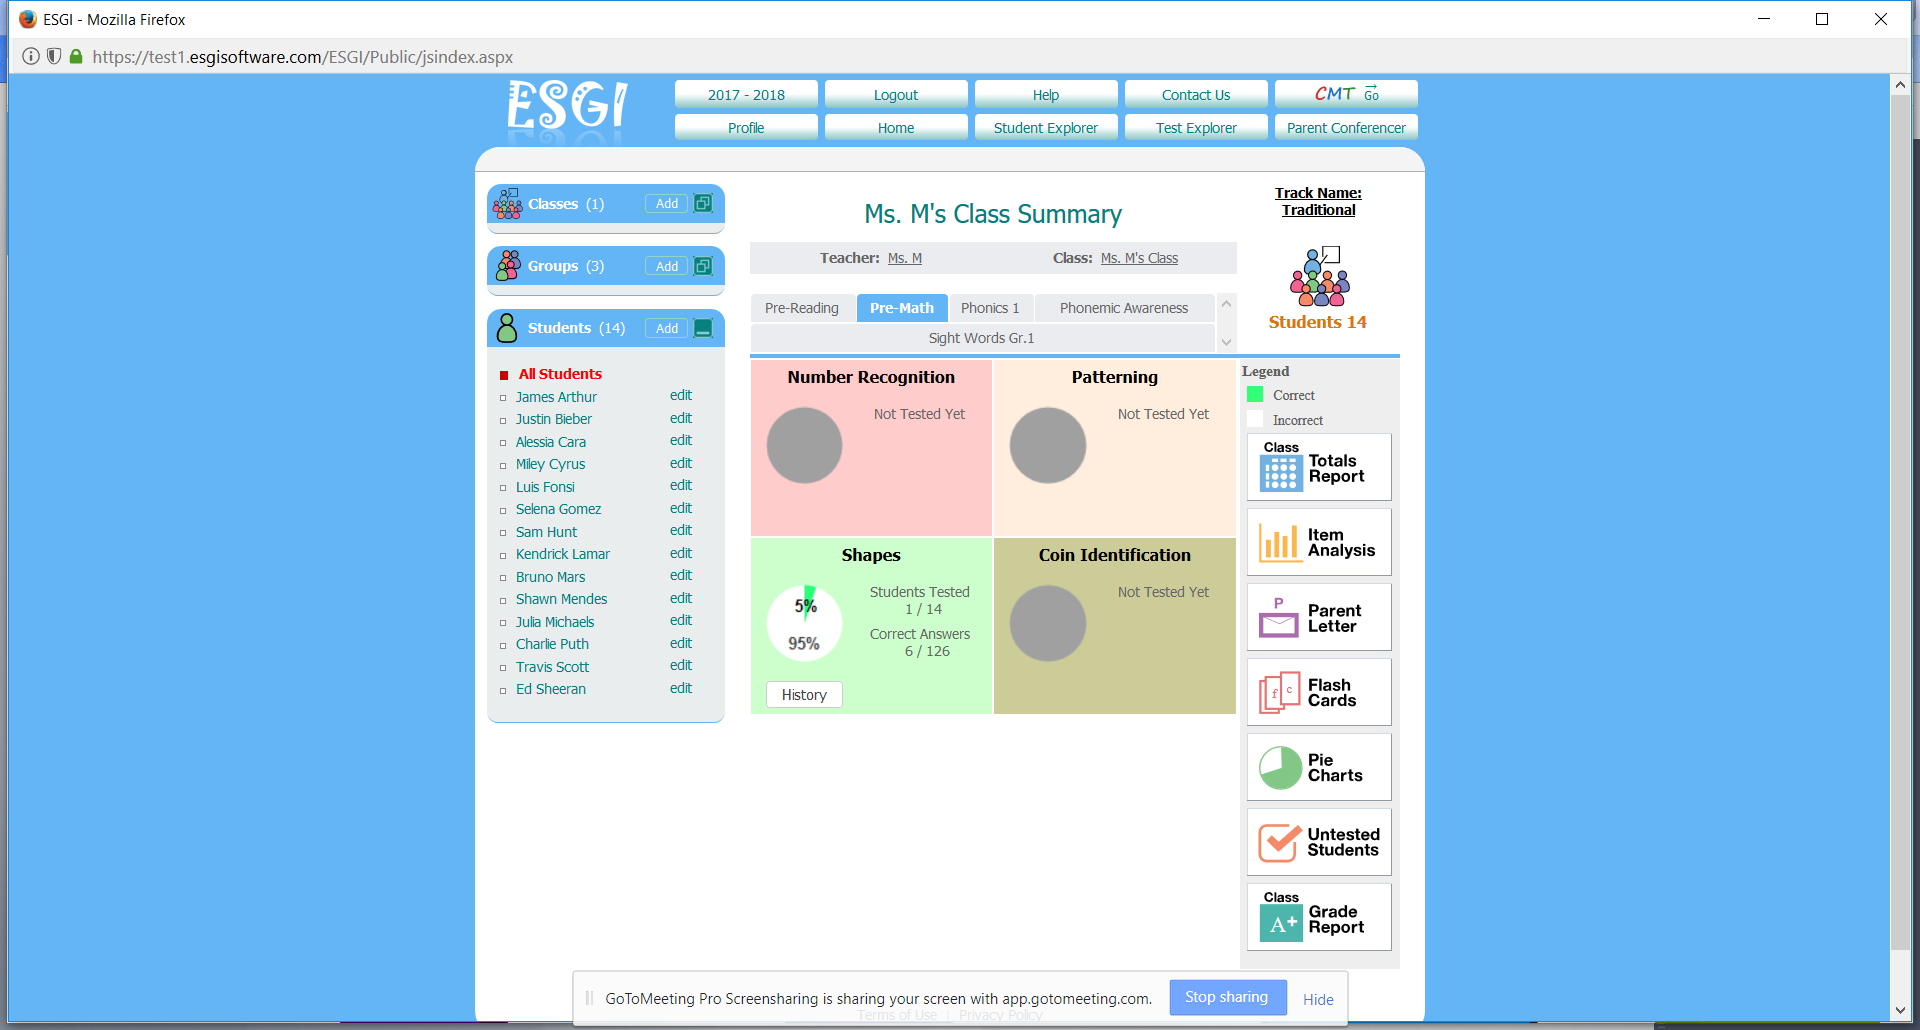 ESGI - Mozilla Firefox
https://test1.esgisoftware.com/ESGI/Public/jsindex.aspx
ESGI
2017 - 2018
Logout
Help
Contact Us
CMT Go
Profile
Home
Student Explorer
Test Explorer
Parent Conferencer
Classes (1)
Add
Groups (3)
Add
Students (14)
Add
All Students
James Arthur edit
Justin Bieber edit
Alessia Cara edit
Miley Cyrus edit
Luis Fonsi edit
Selena Gomez edit
Sam Hunt edit
Kendrick Lamar edit
Bruno Mars edit
Shawn Mendes edit
Julia Michaels edit
Charlie Puth edit
Travis Scott edit
Ed Sheeran edit
Ms. M's Class Summary
Teacher: Ms. M
Class: Ms. M's Class
Pre-Reading
Pre-Math
Phonics 1
Phonemic Awareness
Sight Words Gr.1
Number Recognition
Not Tested Yet
Patterning
Not Tested Yet
Shapes
5%
95%
Students Tested
1 / 14
Correct Answers
6 / 126
History
Coin Identification
Not Tested Yet
Track Name:
Traditional
Students 14
Legend
Correct
Incorrect
Class
Totals
Report
Item
Analysis
P
Parent
Letter
f c
Flash
Cards
Pie
Charts
Untested
Students
Class
A+
Grade
Report
GoToMeeting Pro Screensharing is sharing your screen with app.gotomeeting.com.
Stop sharing
Hide
Terms of Use | Privacy Policy